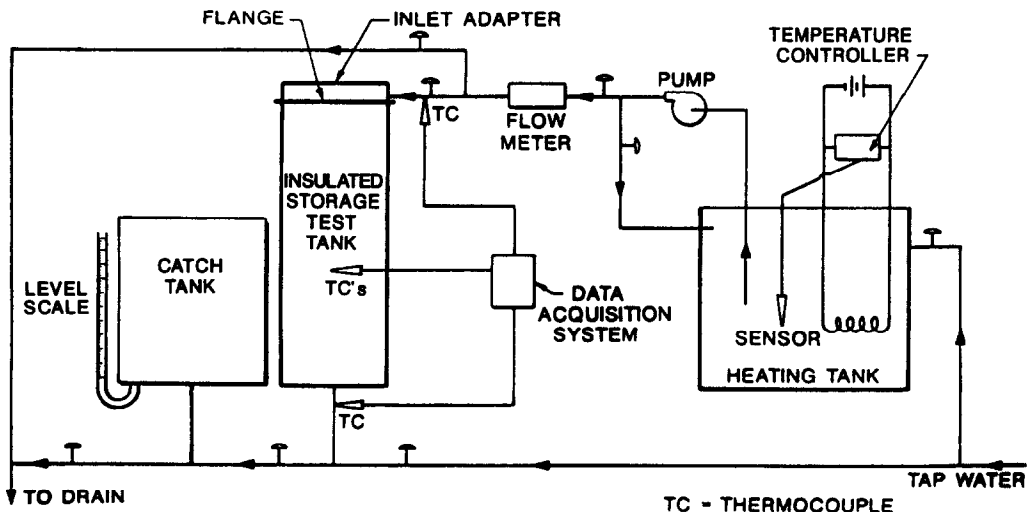 FLANGE
INLET ADAPTER
TEMPERATURE
CONTROLLER
PUMP
TC
FLOW
METER
INSULATED
STORAGE
TEST
TANK
CATCH
TANK
LEVEL
SCALE
TC's
DATA
ACQUISITION
SYSTEM
SENSOR
HEATING TANK
TC
TAP WATER
TO DRAIN
TC = THERMOCOUPLE